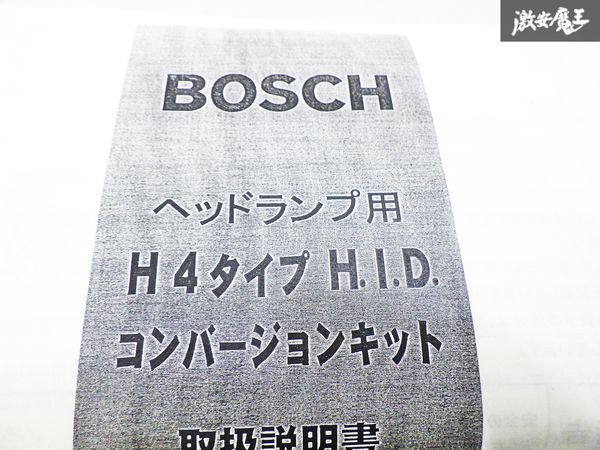 激安魔王
BOSCH
ヘッドランプ用
H4タイプ H.I.D.
コンバージョンキット
取扱説明書